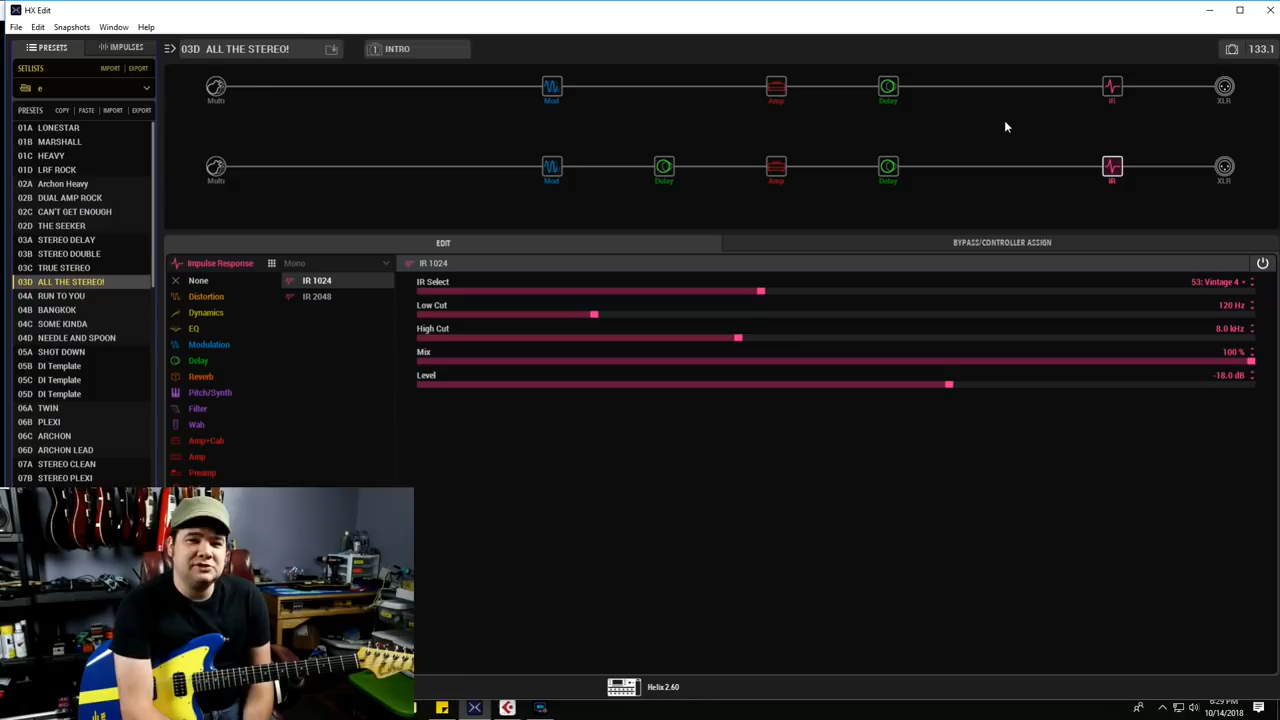 HX Edit
File Edit Snapshots Window Help
PRESETS IMPULSES
03D ALL THE STEREO!
1 INTRO
133.1
SETLISTS IMPORT EXPORT
e
PRESETS COPY PASTE IMPORT EXPORT
01A LONESTAR
01B MARSHALL
01C HEAVY
01D LRF ROCK
02A Archon Heavy
02B DUAL AMP ROCK
02C CAN'T GET ENOUGH
02D THE SEEKER
03A STEREO DELAY
03B STEREO DOUBLE
03C TRUE STEREO
03D ALL THE STEREO!
04A RUN TO YOU
04B BANGKOK
04C SOME KINDA
04D NEEDLE AND SPOON
05A SHOT DOWN
05B DI Template
05C DI Template
05D DI Template
06A TWIN
06B PLEXI
06C ARCHON
06D ARCHON LEAD
07A STEREO CLEAN
07B STEREO PLEXI
Multi Mod Amp Delay IR XLR
Multi Mod Delay Amp Delay IR XLR
EDIT BYPASS/CONTROLLER ASSIGN
Impulse Response
None
Distortion
Dynamics
EQ
Modulation
Delay
Reverb
Pitch/Synth
Filter
Wah
Amp+Cab
Amp
Preamp
Mono
IR 1024
IR 2048
IR 1024
IR Select 53: Vintage 4
Low Cut 120 Hz
High Cut 8.0 kHz
Mix 100 %
Level -18.0 dB
Helix 2.60
6:29 PM
10/14/2018